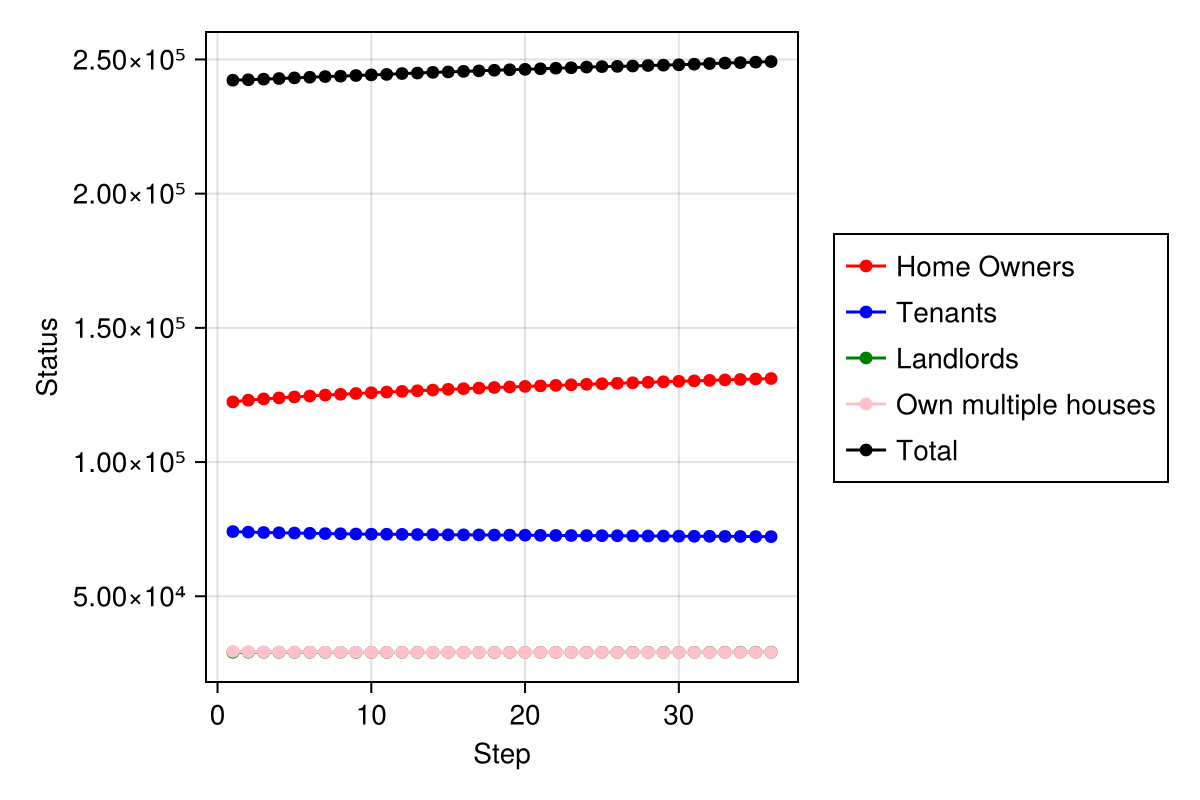 2.50×10⁵
2.00×10⁵
1.50×10⁵
1.00×10⁵
5.00×10⁴
Status
0 10 20 30
Step
Home Owners
Tenants
Landlords
Own multiple houses
Total